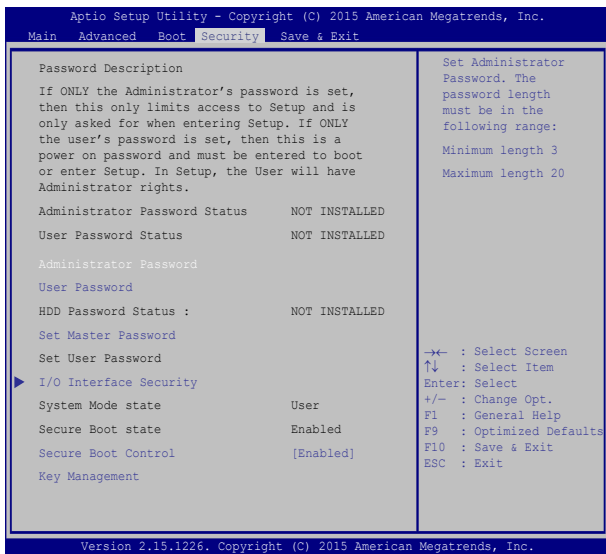 Aptio Setup Utility - Copyright (C) 2015 American Megatrends, Inc.
Main Advanced Boot Security Save & Exit
Password Description
If ONLY the Administrator's password is set,
then this only limits access to Setup and is
only asked for when entering Setup. If ONLY
the user's password is set, then this is a
power on password and must be entered to boot
or enter Setup. In Setup, the User will have
Administrator rights.
Administrator Password Status NOT INSTALLED
User Password Status NOT INSTALLED
Administrator Password
User Password
HDD Password Status : NOT INSTALLED
Set Master Password
Set User Password
I/O Interface Security
System Mode state User
Secure Boot state Enabled
Secure Boot Control [Enabled]
Key Management
Set Administrator
Password. The
password length
must be in the
following range:
Minimum length 3
Maximum length 20
→← : Select Screen
↑↓ : Select Item
Enter: Select
+/— : Change Opt.
F1 : General Help
F9 : Optimized Defaults
F10 : Save & Exit
ESC : Exit
Version 2.15.1226. Copyright (C) 2015 American Megatrends, Inc.